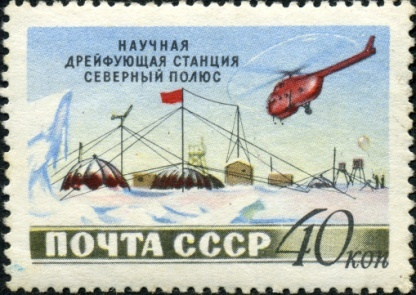 НАУЧНАЯ
ДРЕЙФУЮЩАЯ СТАНЦИЯ
СЕВЕРНЫЙ ПОЛЮС
ПОЧТА СССР 40 коп